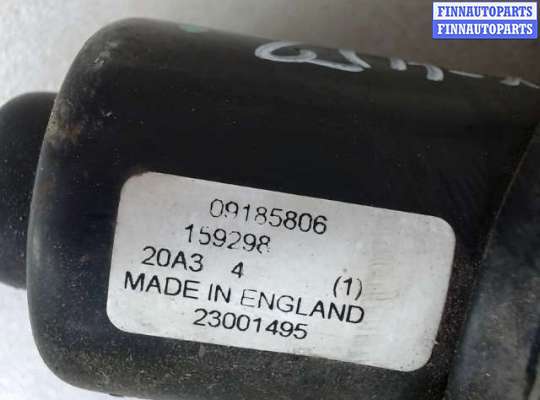 FINNAUTOPARTS
FINNAUTOPARTS
09185806
159298
20A3 4 (1)
MADE IN ENGLAND
23001495